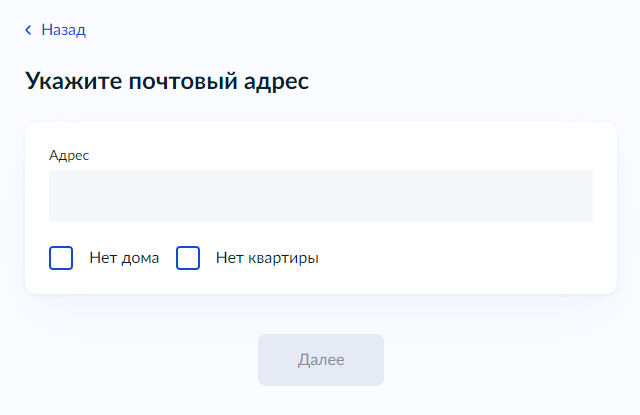 Назад
Укажите почтовый адрес
Адрес
Нет дома Нет квартиры
Далее